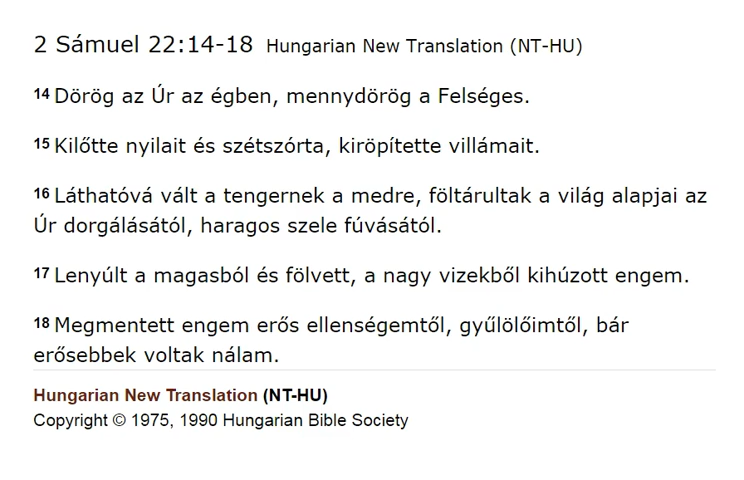 2 Sámuel 22:14-18 Hungarian New Translation (NT-HU)
14 Dörög az Úr az égben, mennydörög a Felséges.
15 Kilőtte nyilait és szétszórta, kiröpítette villámait.
16 Láthatóvá vált a tengernek a medre, föltárultak a világ alapjai az
Úr dorgálásától, haragos szele fúvásától.
17 Lenyúlt a magasból és fölvett, a nagy vizekből kihúzott engem.
18 Megmentett engem erős ellenségemtől, gyűlölőimtől, bár
erősebbek voltak nálam.
Hungarian New Translation (NT-HU)
Copyright © 1975, 1990 Hungarian Bible Society